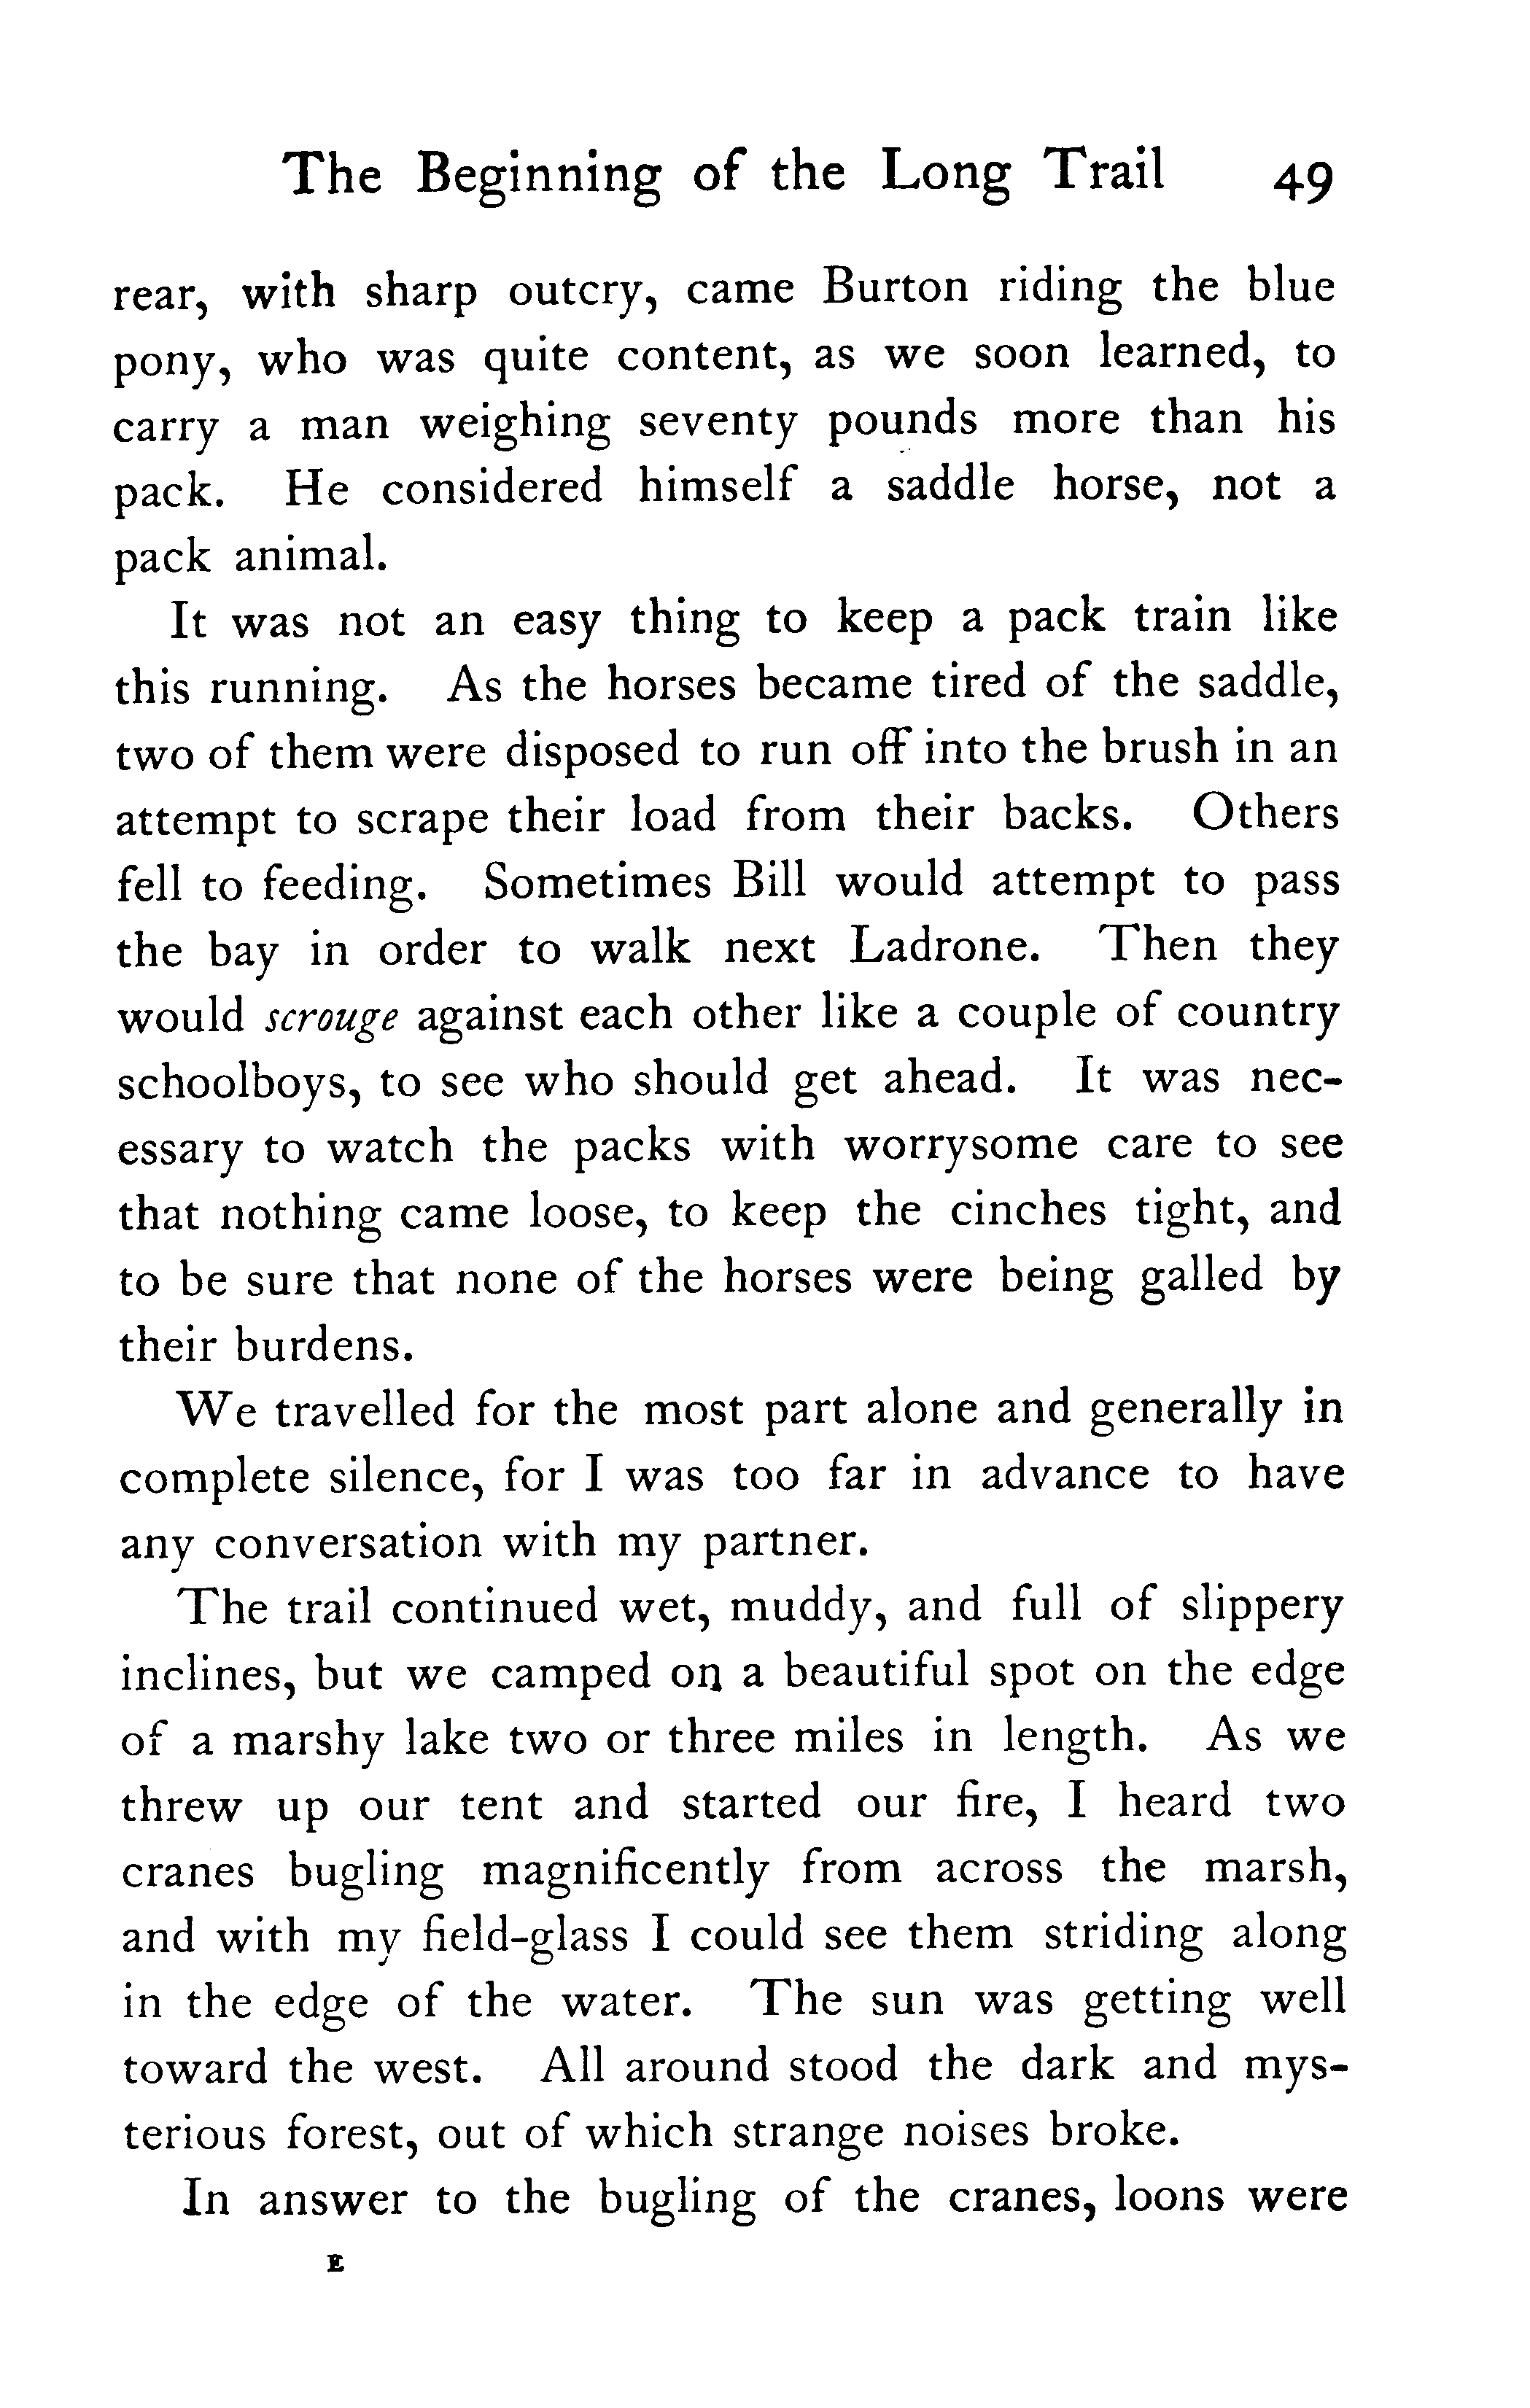 The Beginning of the Long Trail 49
rear, with sharp outcry, came Burton riding the blue
pony, who was quite content, as we soon learned, to
carry a man weighing seventy pounds more than his
pack. He considered himself a saddle horse, not a
pack animal.
It was not an easy thing to keep a pack train like
this running. As the horses became tired of the saddle,
two of them were disposed to run off into the brush in an
attempt to scrape their load from their backs. Others
fell to feeding. Sometimes Bill would attempt to pass
the bay in order to walk next Ladrone. Then they
would scrouge against each other like a couple of country
schoolboys, to see who should get ahead. It was nec-
essary to watch the packs with worrysome care to see
that nothing came loose, to keep the cinches tight, and
to be sure that none of the horses were being galled by
their burdens.
We travelled for the most part alone and generally in
complete silence, for I was too far in advance to have
any conversation with my partner.
The trail continued wet, muddy, and full of slippery
inclines, but we camped on a beautiful spot on the edge
of a marshy lake two or three miles in length. As we
threw up our tent and started our fire, I heard two
cranes bugling magnificently from across the marsh,
and with my field-glass I could see them striding along
in the edge of the water. The sun was getting well
toward the west. All around stood the dark and mys-
terious forest, out of which strange noises broke.
In answer to the bugling of the cranes, loons were
E